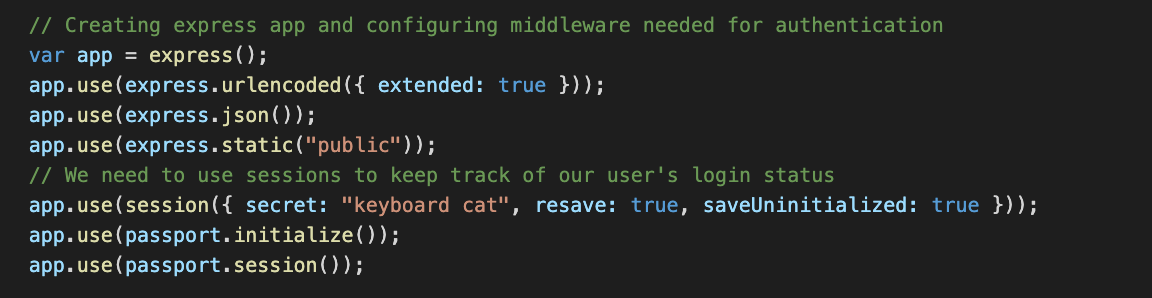 // Creating express app and configuring middleware needed for authentication
var app = express();
app.use(express.urlencoded({ extended: true }));
app.use(express.json());
app.use(express.static("public"));
// We need to use sessions to keep track of our user's login status
app.use(session({ secret: "keyboard cat", resave: true, saveUninitialized: true }));
app.use(passport.initialize());
app.use(passport.session());